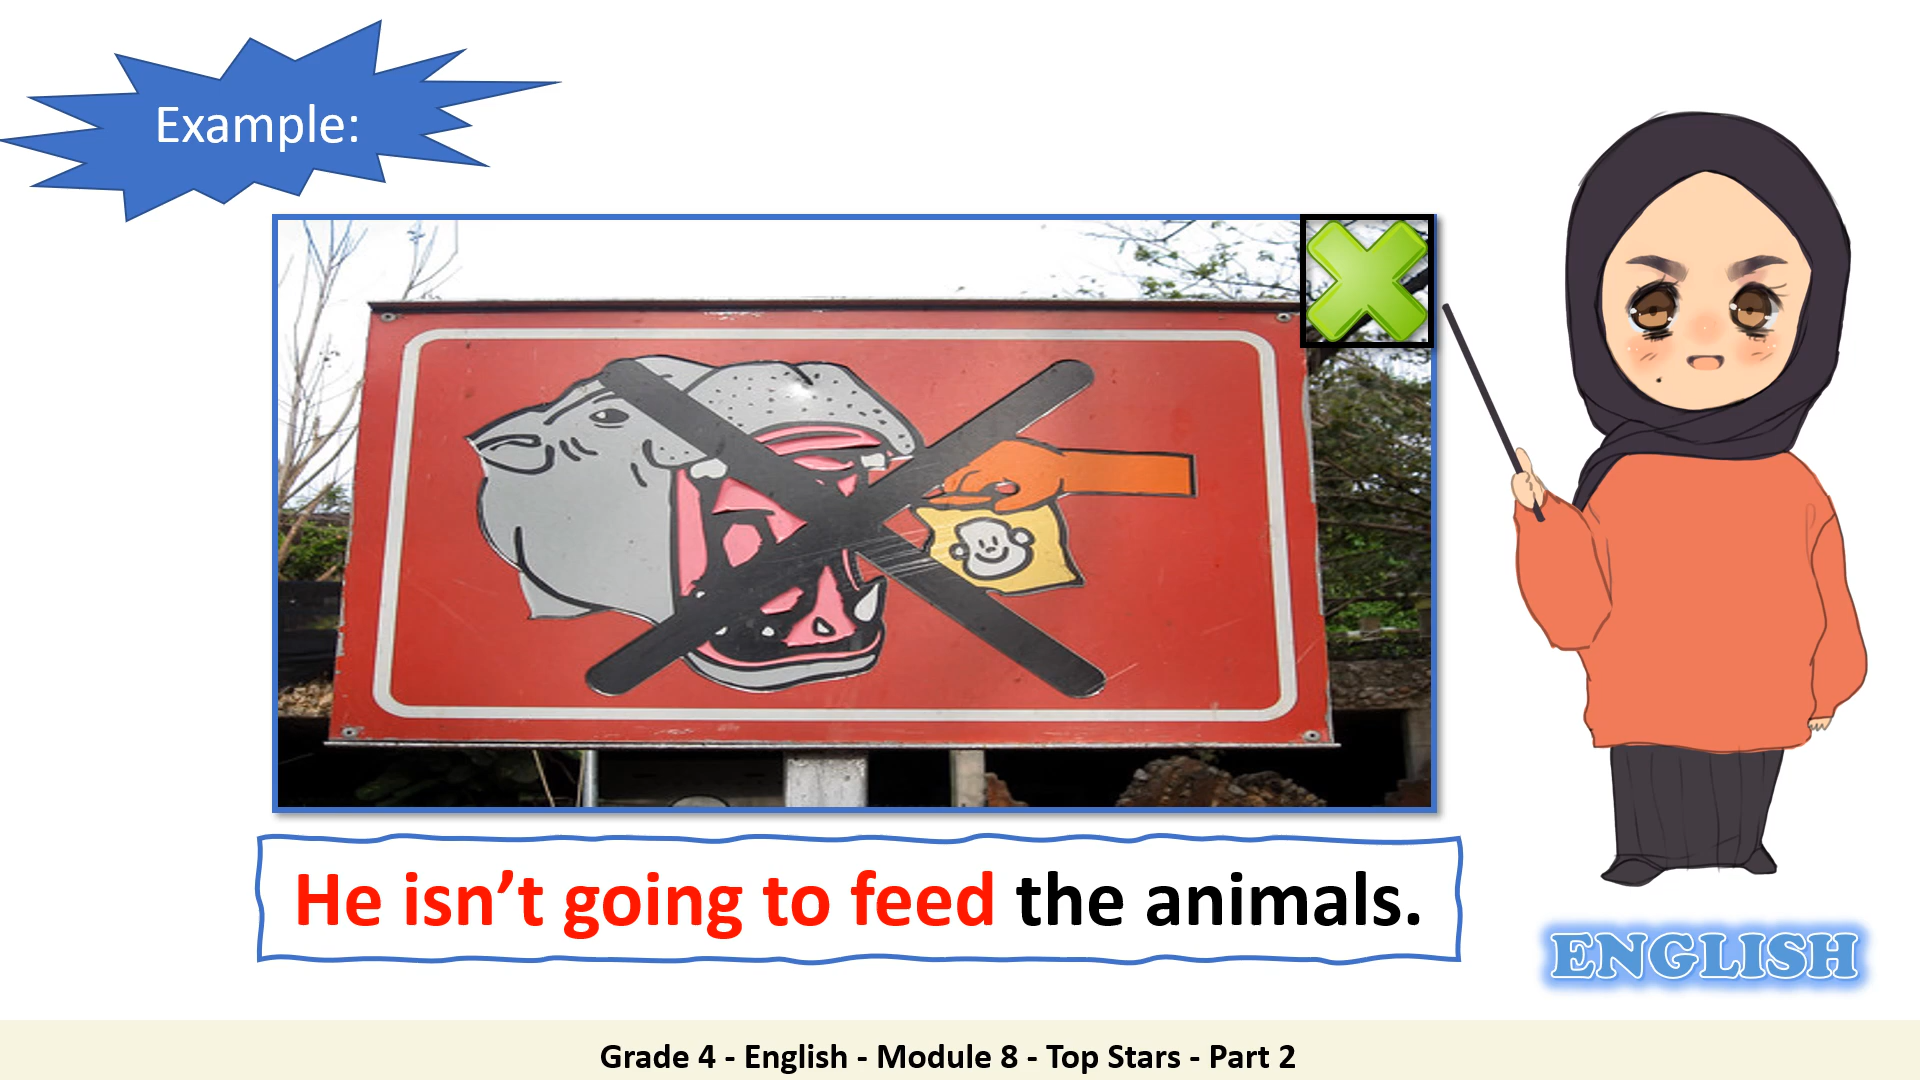 Example:
He isn’t going to feed the animals.
ENGLISH
Grade 4 - English - Module 8 - Top Stars - Part 2